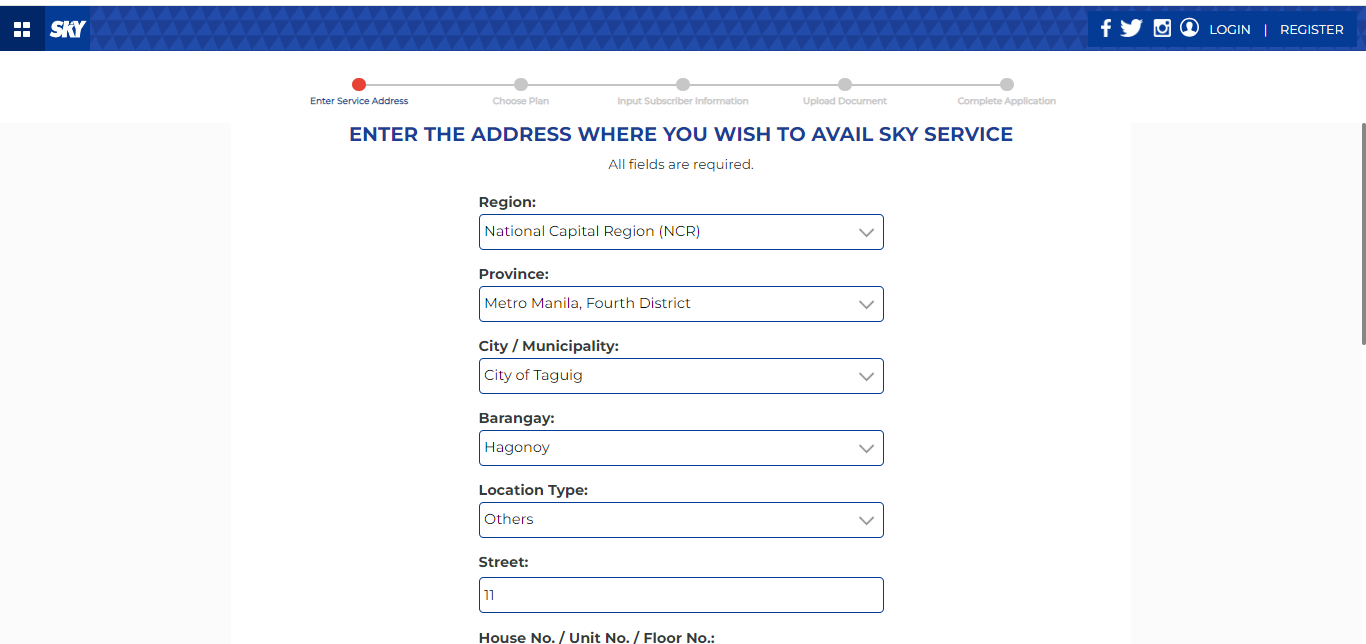 SKY
LOGIN | REGISTER
Enter Service Address
Choose Plan
Input Subscriber Information
Upload Document
Complete Application
ENTER THE ADDRESS WHERE YOU WISH TO AVAIL SKY SERVICE
All fields are required.
Region:
National Capital Region (NCR)
Province:
Metro Manila, Fourth District
City / Municipality:
City of Taguig
Barangay:
Hagonoy
Location Type:
Others
Street:
11
House No. / Unit No. / Floor No.: